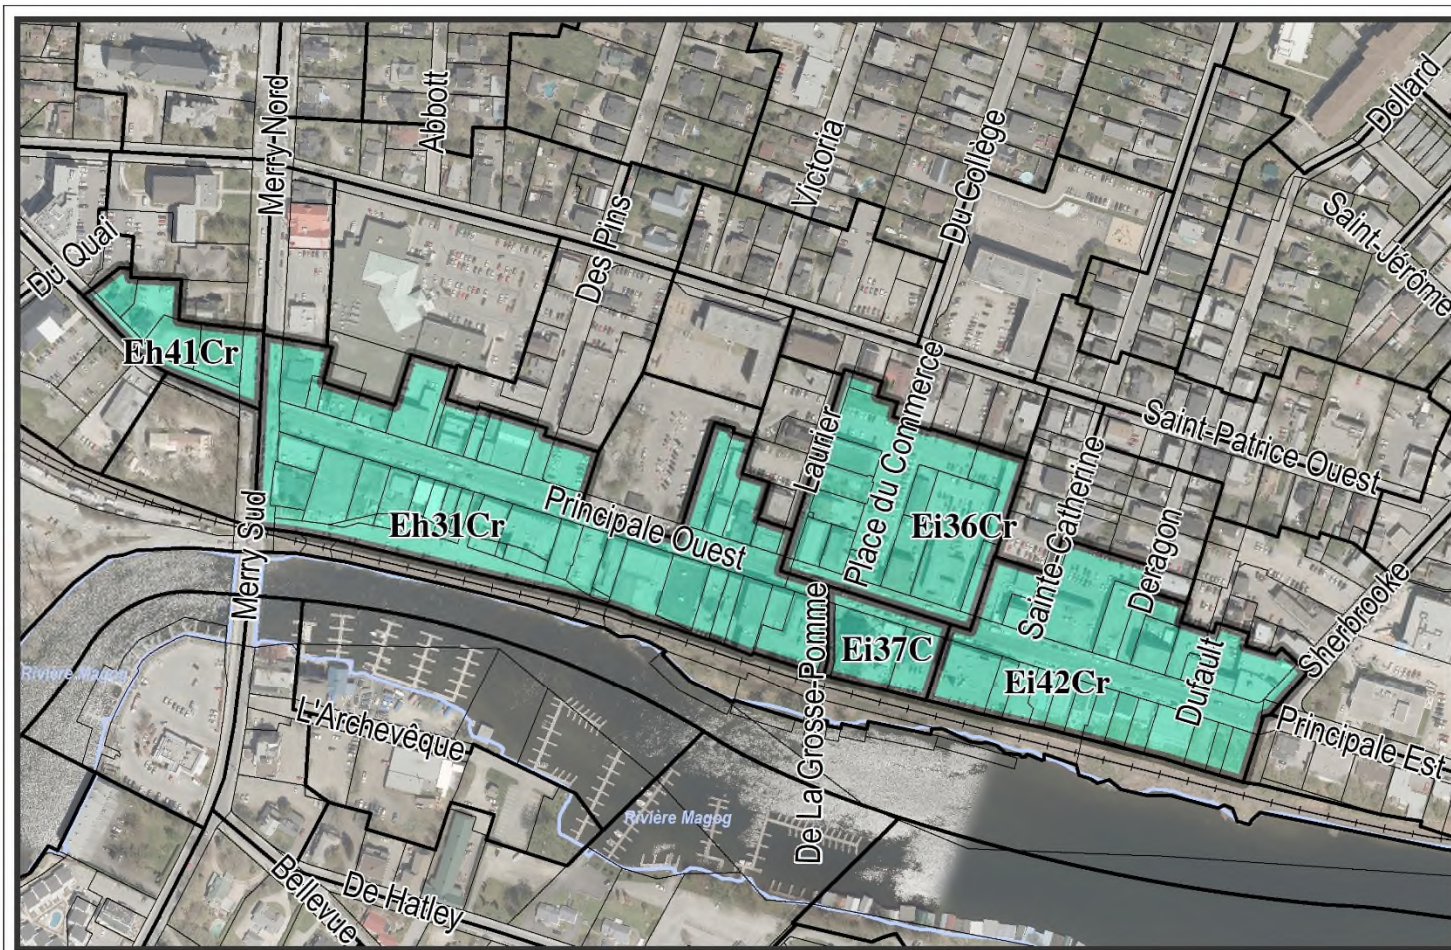 Dollard
Merry Nord
Abbott
Victoria
Du Collège
Des Pins
Saint-Jérôme
Du Quai
Eh41Cr
Laurier
Place du Commerce
Saint-Patrice Ouest
Sainte-Catherine
Principale Ouest
Eh31Cr
Ei36Cr
Deragon
Sherbrooke
Merry Sud
De La Grosse-Pomme
Ei37C
Ei42Cr
Dufault
Principale Est
Rivière Magog
L'Archevêque
Rivière Magog
De Hatley
Bellevue